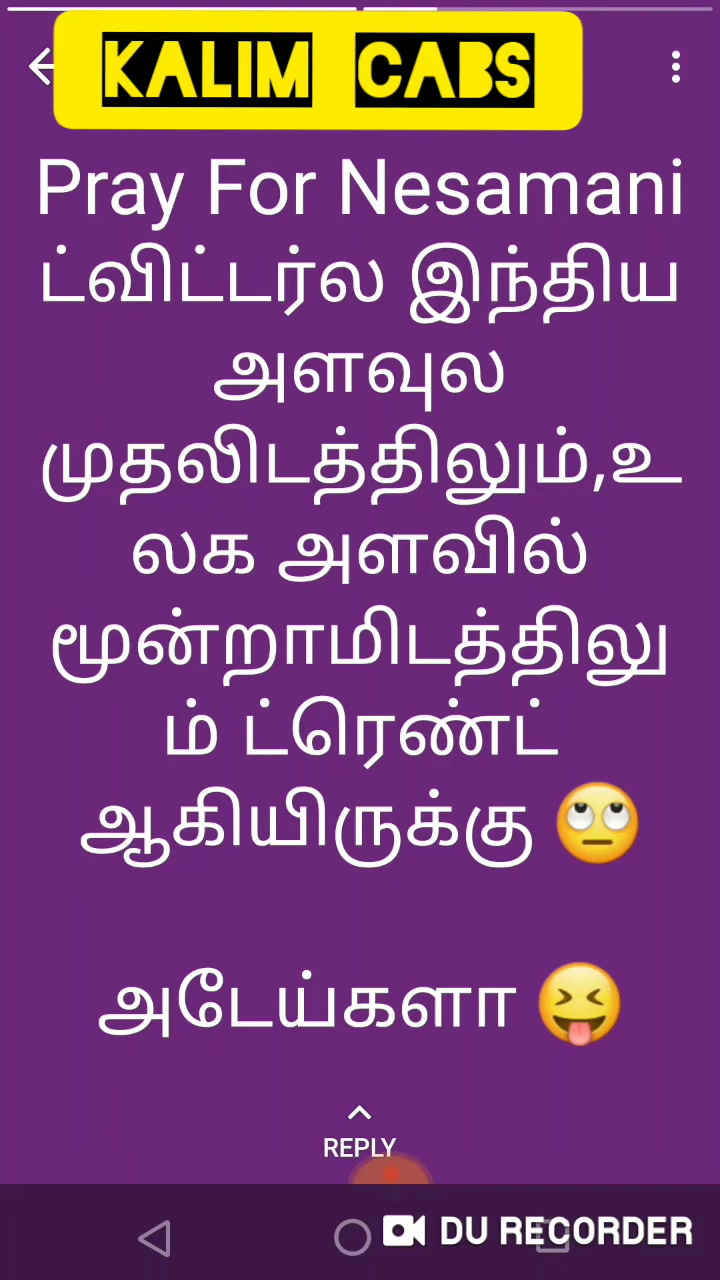 KALIM CABS
Pray For Nesamani
ட்விட்டர்ல இந்திய
அளவுல
முதலிடத்திலும்,உ
லக அளவில்
மூன்றாமிடத்திலு
ம் ட்ரெண்ட்
ஆகியிருக்கு 🙄
அடேய்களா 😝
REPLY
DU RECORDER